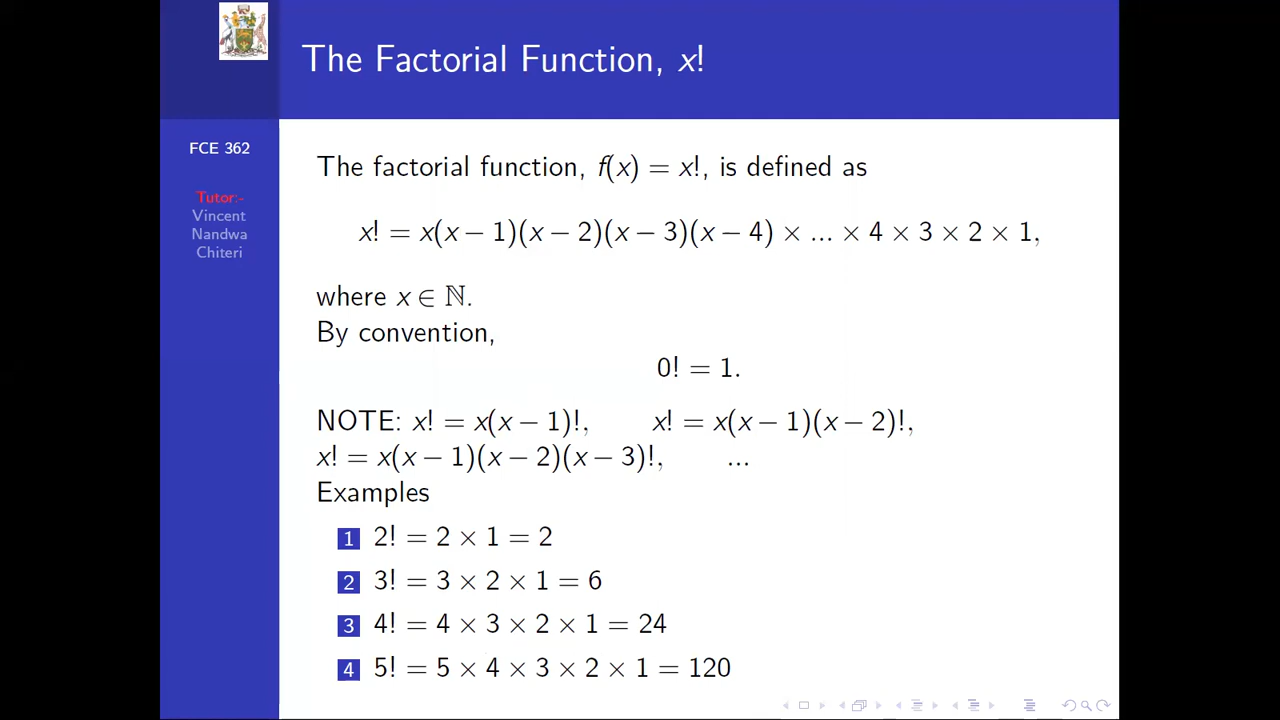 The Factorial Function, x!
FCE 362
Tutor:-
Vincent
Nandwa
Chiteri
The factorial function, f(x) = x!, is defined as
x! = x(x − 1)(x − 2)(x − 3)(x − 4) × ... × 4 × 3 × 2 × 1,
where x ∈ ℕ.
By convention,
0! = 1.
NOTE: x! = x(x − 1)!, x! = x(x − 1)(x − 2)!,
x! = x(x − 1)(x − 2)(x − 3)!, ...
Examples
1 2! = 2 × 1 = 2
2 3! = 3 × 2 × 1 = 6
3 4! = 4 × 3 × 2 × 1 = 24
4 5! = 5 × 4 × 3 × 2 × 1 = 120